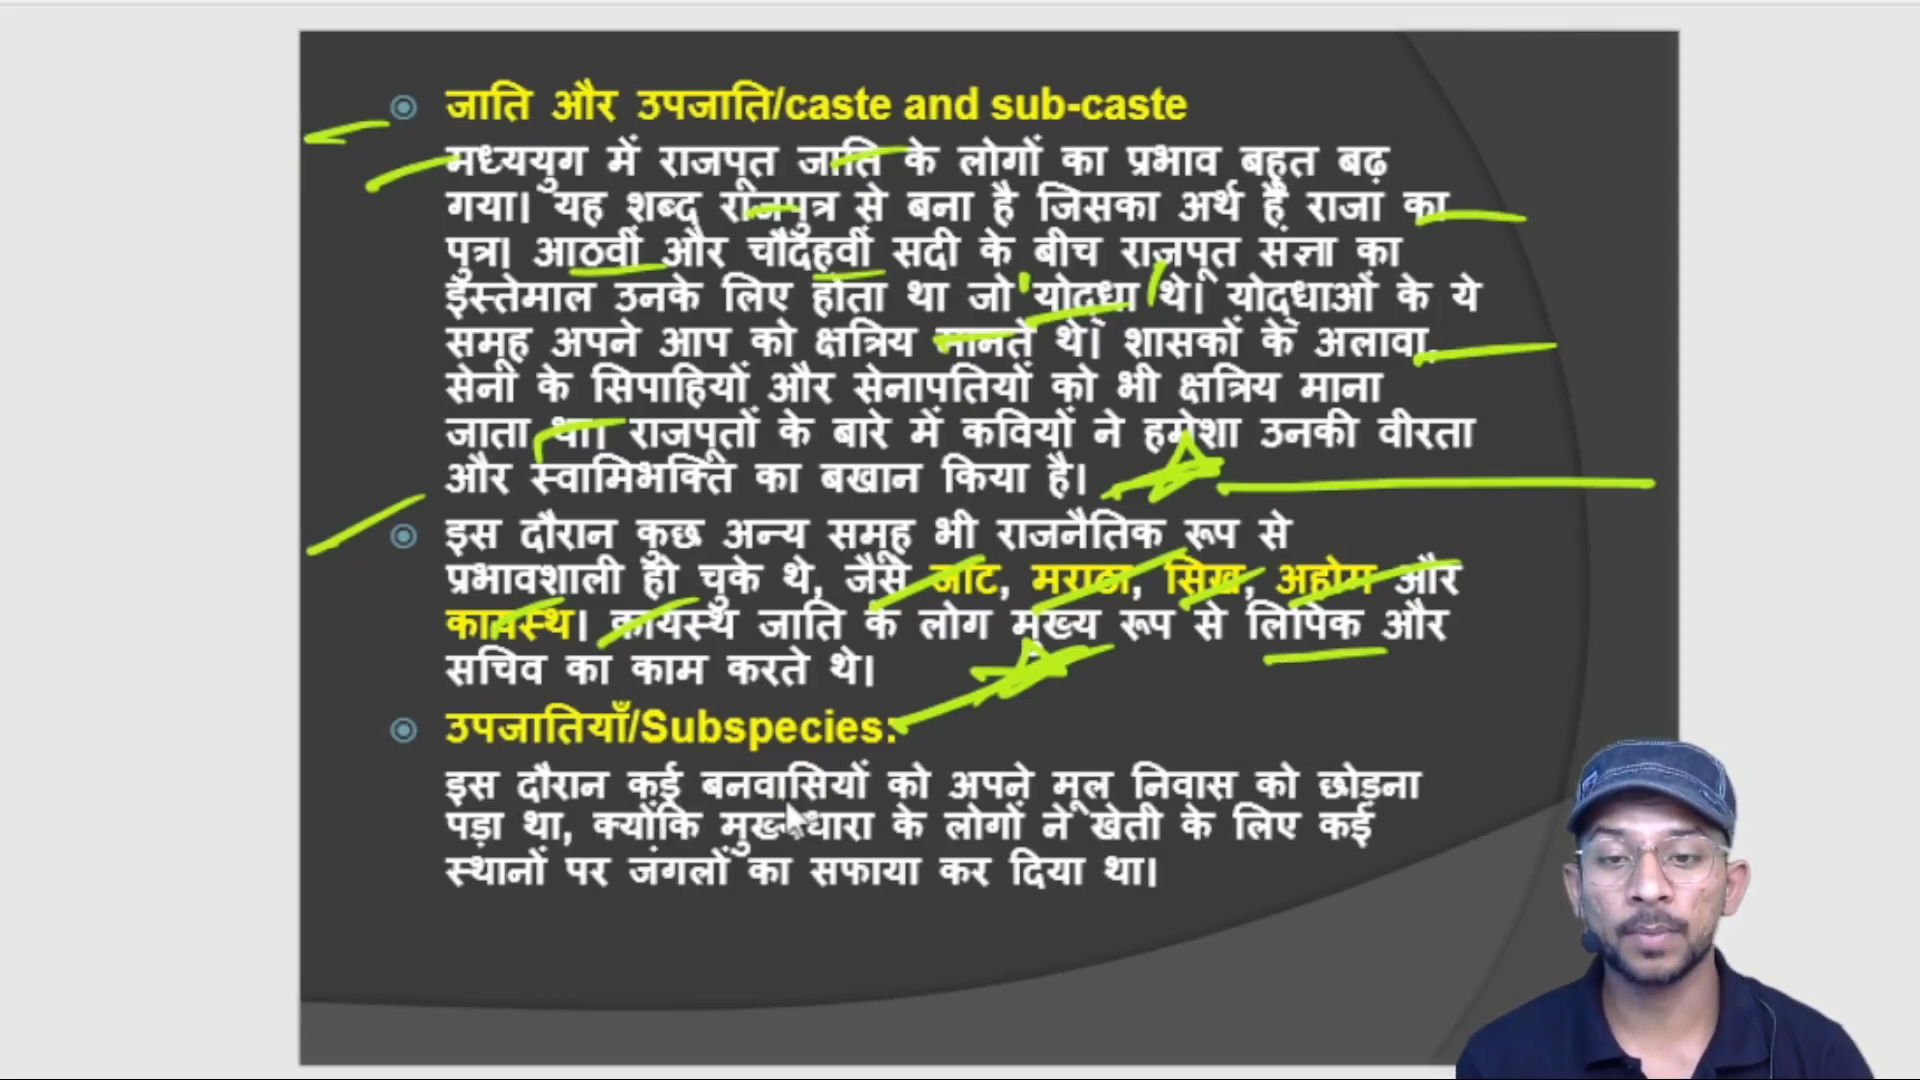 जाति और उपजाति/caste and sub-caste
मध्ययुग में राजपूत जाति के लोगों का प्रभाव बहुत बढ़
गया। यह शब्द राजपुत्र से बना है जिसका अर्थ है राजा का
पुत्र। आठवीं और चौदहवीं सदी के बीच राजपूत संज्ञा का
इस्तेमाल उनके लिए होता था जो योद्धा थे। योद्धाओं के ये
समूह अपने आप को क्षत्रिय मानते थे। शासकों के अलावा,
सेना के सिपाहियों और सेनापतियों को भी क्षत्रिय माना
जाता था। राजपूतों के बारे में कवियों ने हमेशा उनकी वीरता
और स्वामिभक्ति का बखान किया है।
इस दौरान कुछ अन्य समूह भी राजनैतिक रूप से
प्रभावशाली हो चुके थे, जैसे जाट, मराठा, सिख, अहोम और
कायस्थ। कायस्थ जाति के लोग मुख्य रूप से लिपिक और
सचिव का काम करते थे।
उपजातियाँ/Subspecies:
इस दौरान कई बनवासियों को अपने मूल निवास को छोड़ना
पड़ा था, क्योंकि मुख्यधारा के लोगों ने खेती के लिए कई
स्थानों पर जंगलों का सफाया कर दिया था।